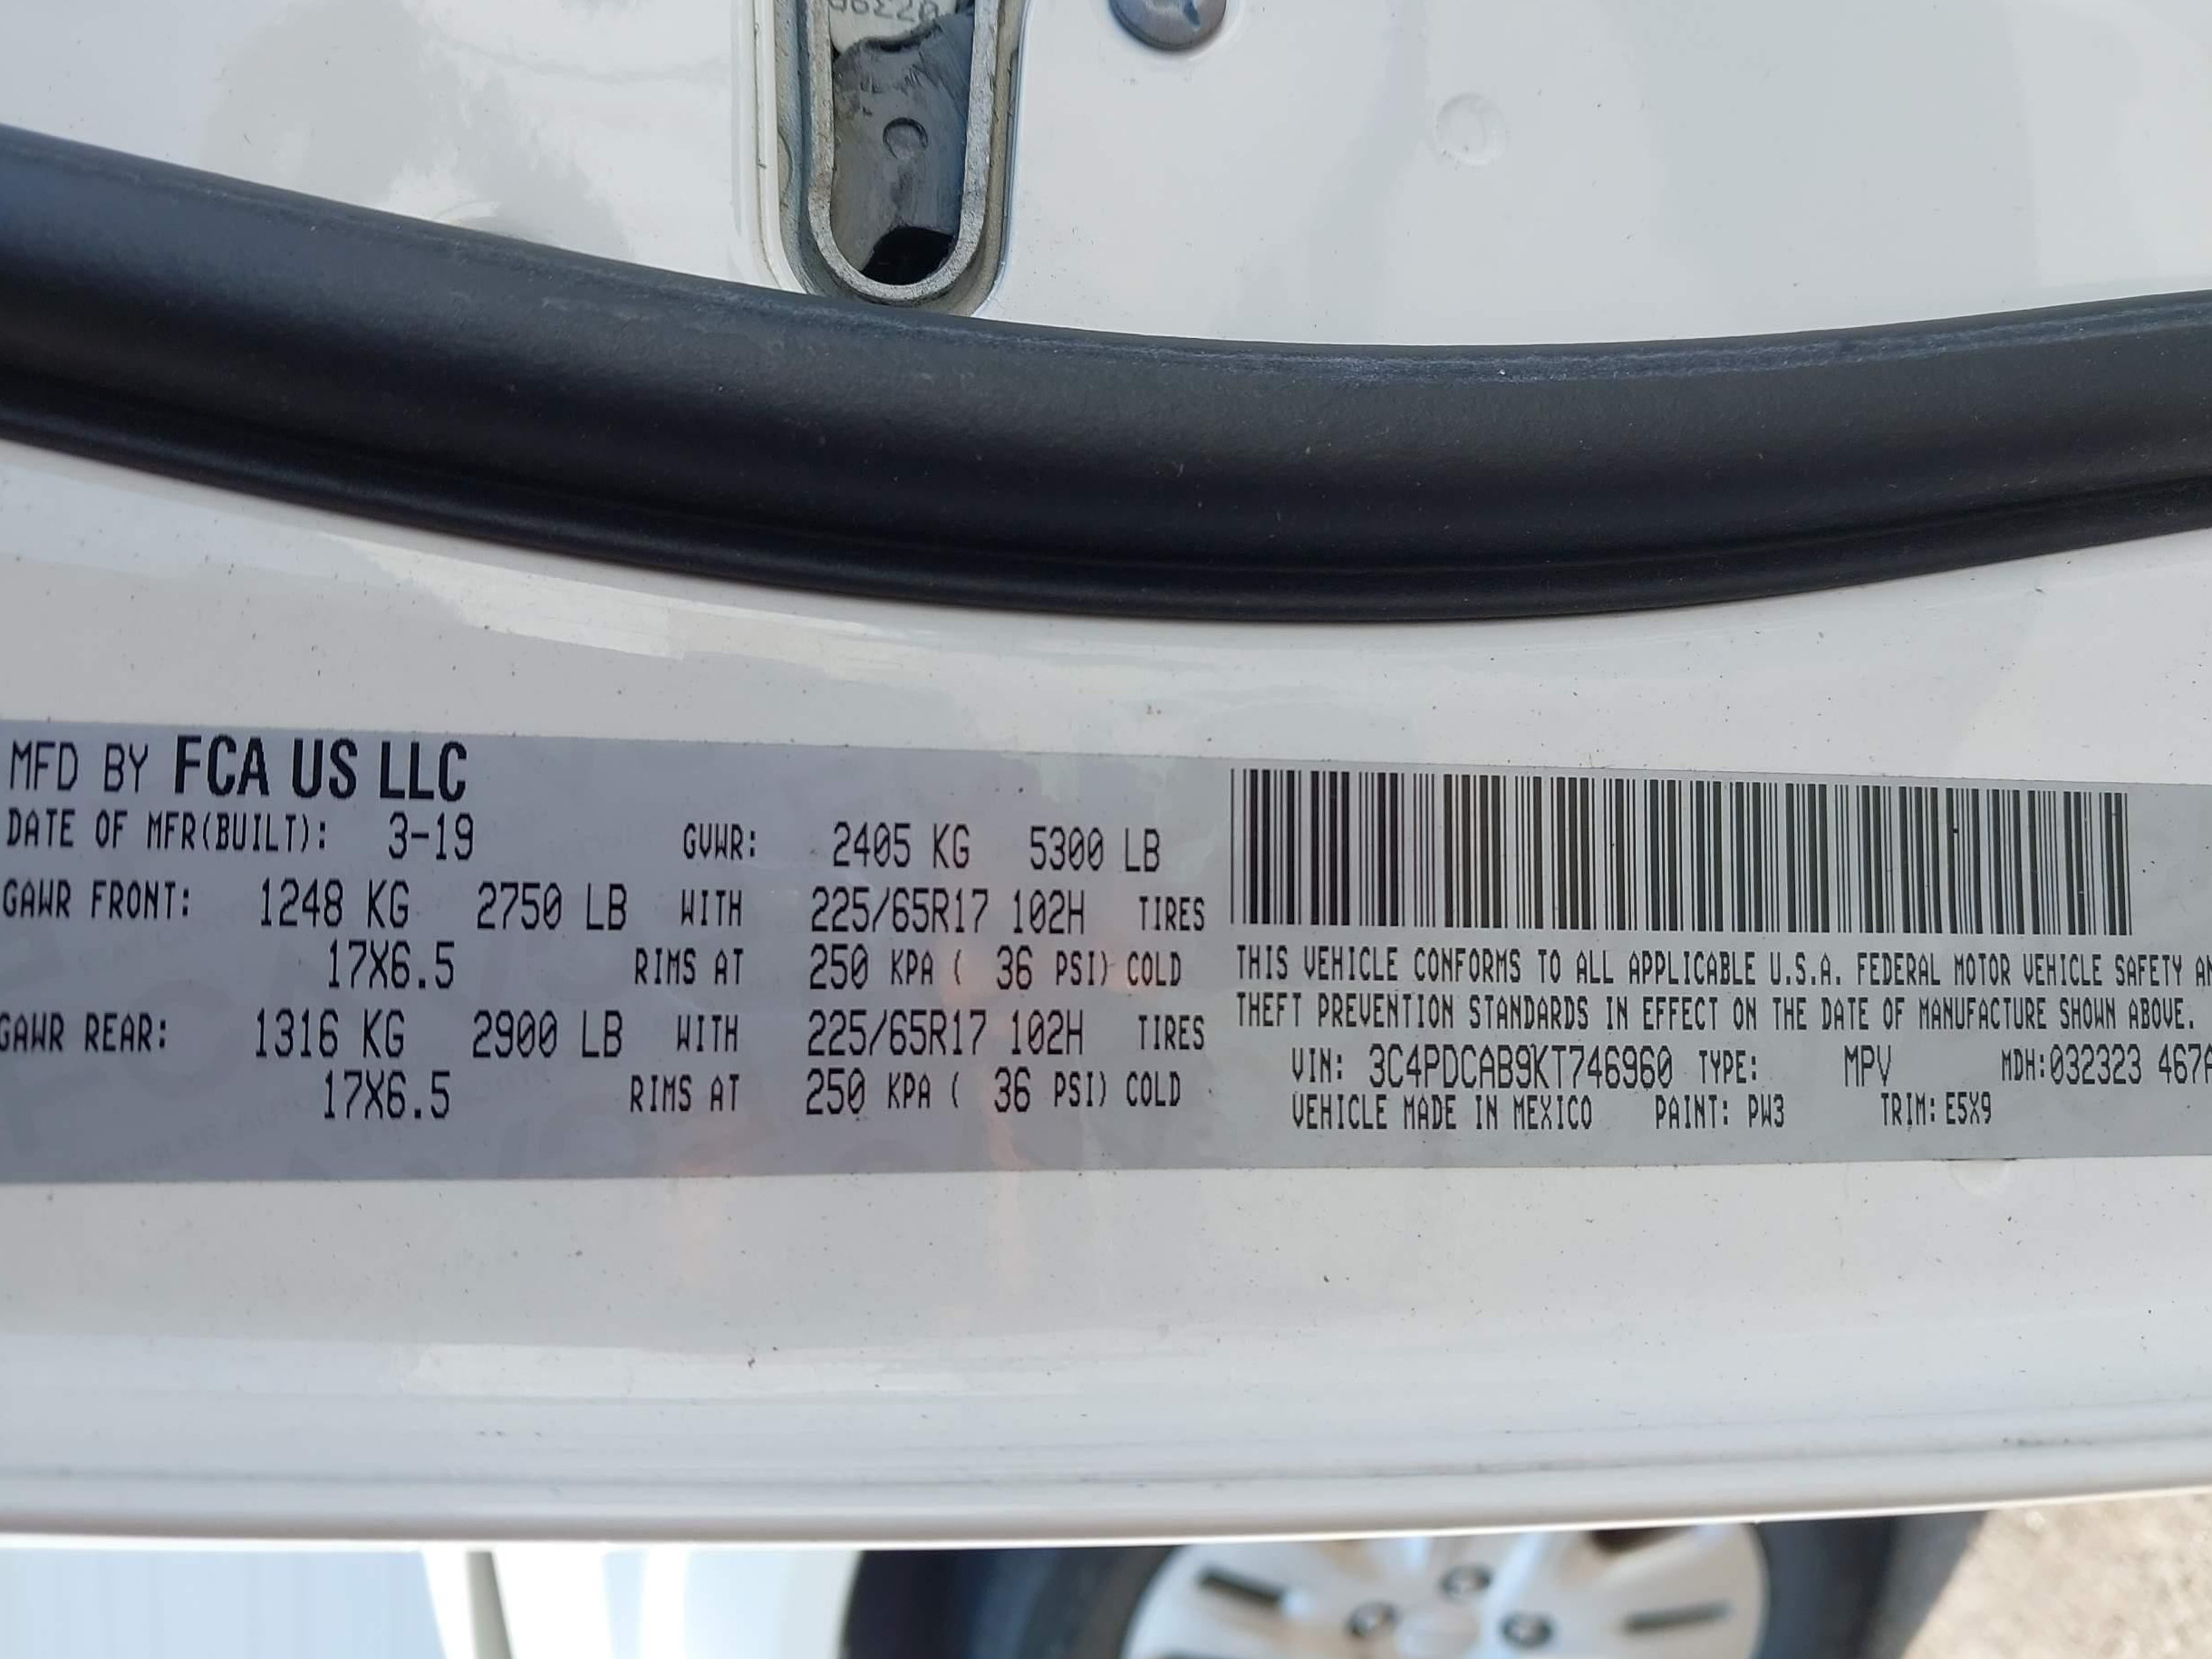 MFD BY FCA US LLC
DATE OF MFR(BUILT): 3-19 GVWR: 2405 KG 5300 LB
GAWR FRONT: 1248 KG 2750 LB WITH 225/65R17 102H TIRES
17X6.5 RIMS AT 250 KPA ( 36 PSI) COLD
GAWR REAR: 1316 KG 2900 LB WITH 225/65R17 102H TIRES
17X6.5 RIMS AT 250 KPA ( 36 PSI) COLD
THIS VEHICLE CONFORMS TO ALL APPLICABLE U.S.A. FEDERAL MOTOR VEHICLE SAFETY
THEFT PREVENTION STANDARDS IN EFFECT ON THE DATE OF MANUFACTURE SHOWN ABOVE.
VIN: 3C4PDCAB9KT746960 TYPE: MPV MDH:032323 467
VEHICLE MADE IN MEXICO PAINT: PW3 TRIM: E5X9